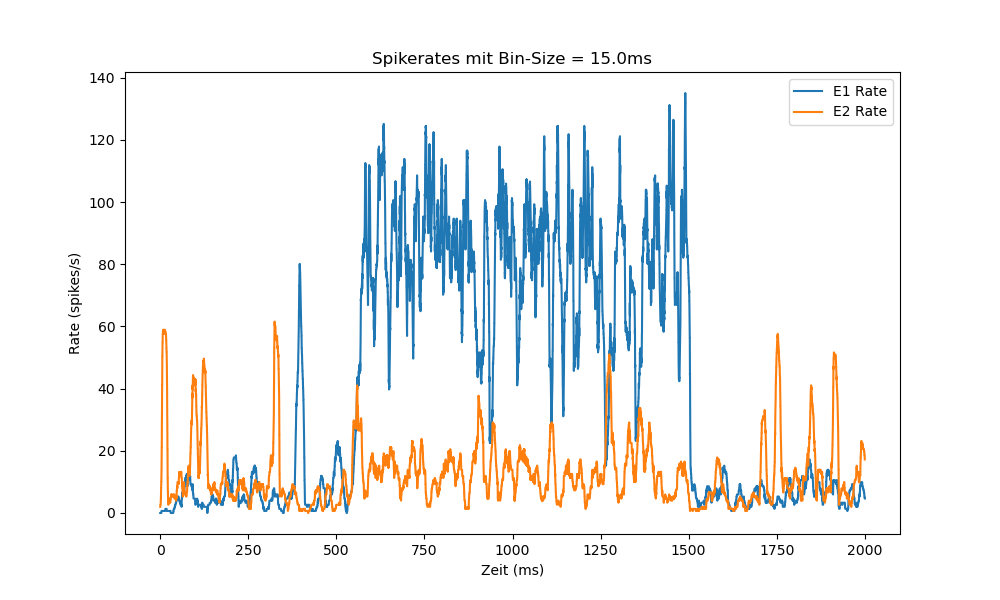 Spikerates mit Bin-Size = 15.0ms
E1 Rate
E2 Rate
140
120
100
80
60
40
20
0
Rate (spikes/s)
0 250 500 750 1000 1250 1500 1750 2000
Zeit (ms)